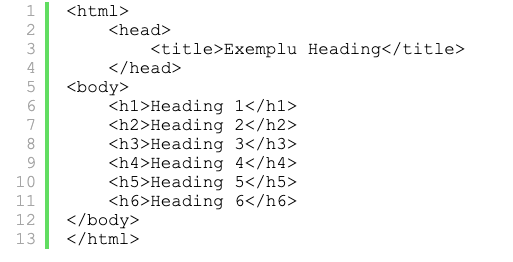 1 <html>
2     <head>
3         <title>Exemplu Heading</title>
4     </head>
5 <body>
6     <h1>Heading 1</h1>
7     <h2>Heading 2</h2>
8     <h3>Heading 3</h3>
9     <h4>Heading 4</h4>
10     <h5>Heading 5</h5>
11     <h6>Heading 6</h6>
12 </body>
13 </html>